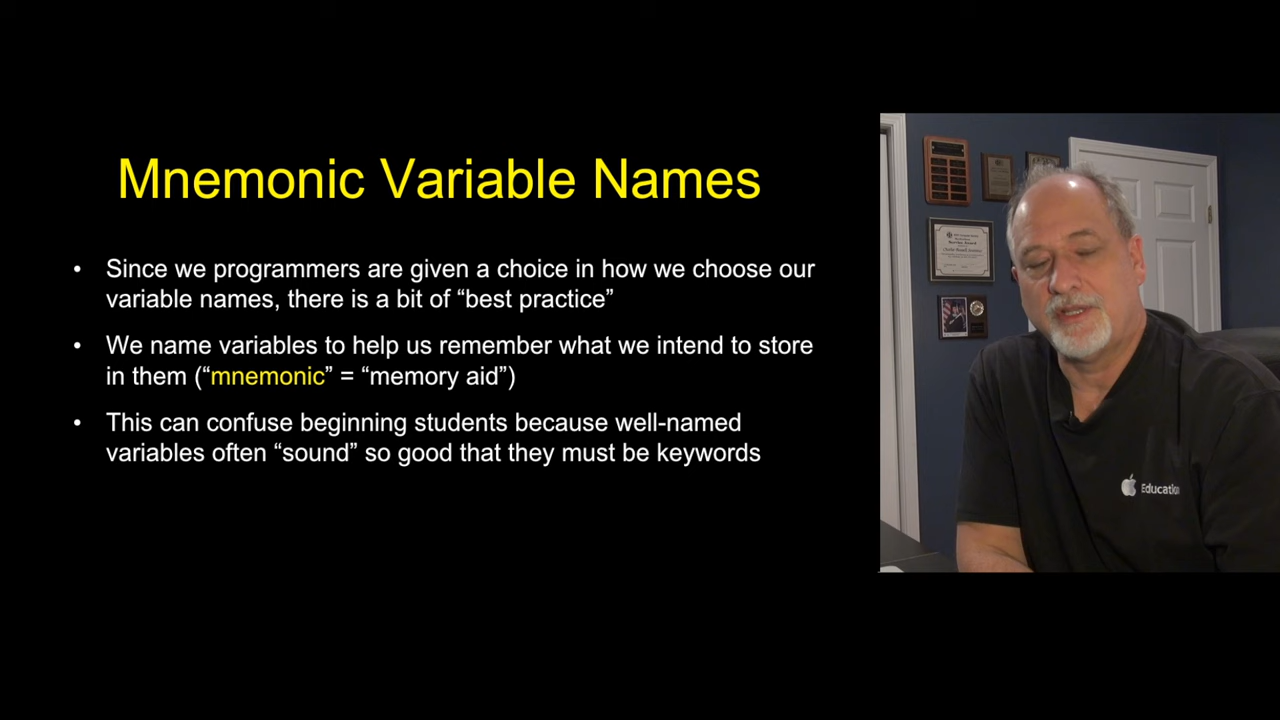 Mnemonic Variable Names
• Since we programmers are given a choice in how we choose our
variable names, there is a bit of “best practice”
• We name variables to help us remember what we intend to store
in them (“mnemonic” = “memory aid”)
• This can confuse beginning students because well-named
variables often “sound” so good that they must be keywords
Education